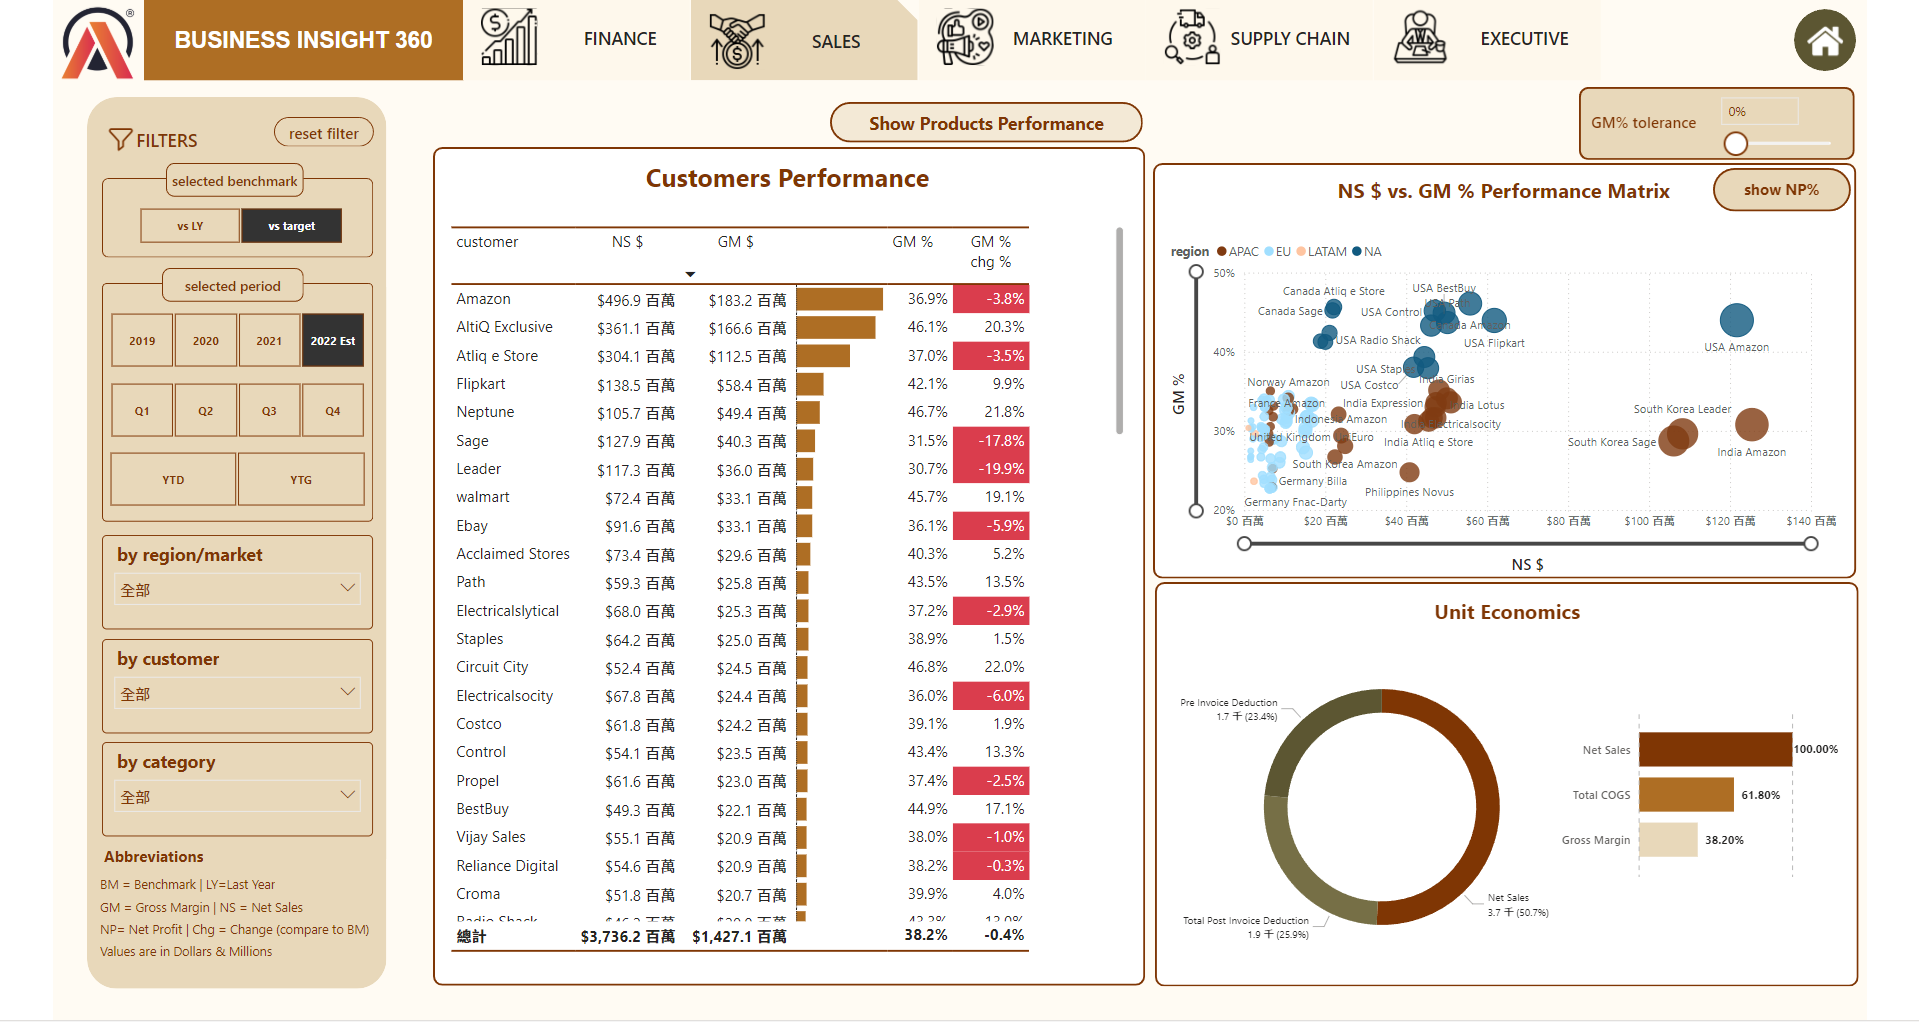 ®
BUSINESS INSIGHT 360
FINANCE
SALES
MARKETING
SUPPLY CHAIN
EXECUTIVE
FILTERS
reset filter
selected benchmark
vs LY
vs target
selected period
2019
2020
2021
2022 Est
Q1
Q2
Q3
Q4
YTD
YTG
by region/market
全部
by customer
全部
by category
全部
Abbreviations
BM = Benchmark | LY=Last Year
GM = Gross Margin | NS = Net Sales
NP= Net Profit | Chg = Change (compare to BM)
Values are in Dollars & Millions
Show Products Performance
Customers Performance
customer NS $ GM $ GM % GM % chg %
Amazon $496.9 百萬 $183.2 百萬 36.9% -3.8%
AltiQ Exclusive $361.1 百萬 $166.6 百萬 46.1% 20.3%
Atliq e Store $304.1 百萬 $112.5 百萬 37.0% -3.5%
Flipkart $138.5 百萬 $58.4 百萬 42.1% 9.9%
Neptune $105.7 百萬 $49.4 百萬 46.7% 21.8%
Sage $127.9 百萬 $40.3 百萬 31.5% -17.8%
Leader $117.3 百萬 $36.0 百萬 30.7% -19.9%
walmart $72.4 百萬 $33.1 百萬 45.7% 19.1%
Ebay $91.6 百萬 $33.1 百萬 36.1% -5.9%
Acclaimed Stores $73.4 百萬 $29.6 百萬 40.3% 5.2%
Path $59.3 百萬 $25.8 百萬 43.5% 13.5%
Electricalslytical $68.0 百萬 $25.3 百萬 37.2% -2.9%
Staples $64.2 百萬 $25.0 百萬 38.9% 1.5%
Circuit City $52.4 百萬 $24.5 百萬 46.8% 22.0%
Electricalsocity $67.8 百萬 $24.4 百萬 36.0% -6.0%
Costco $61.8 百萬 $24.2 百萬 39.1% 1.9%
Control $54.1 百萬 $23.5 百萬 43.4% 13.3%
Propel $61.6 百萬 $23.0 百萬 37.4% -2.5%
BestBuy $49.3 百萬 $22.1 百萬 44.9% 17.1%
Vijay Sales $55.1 百萬 $20.9 百萬 38.0% -1.0%
Reliance Digital $54.6 百萬 $20.9 百萬 38.2% -0.3%
Croma $51.8 百萬 $20.7 百萬 39.9% 4.0%
Radio Shack
總計 $3,736.2 百萬 $1,427.1 百萬 38.2% -0.4%
GM% tolerance
0%
NS $ vs. GM % Performance Matrix
show NP%
region APAC EU LATAM NA
GM %
50%
40%
30%
20%
Canada Atliq e Store
USA BestBuy
Canada Sage
USA Control
Canada Amazon
USA Radio Shack
USA Flipkart
USA Amazon
USA Staples
USA Costco
India Girias
Norway Amazon
France Amazon
India Expression
India Lotus
Indonesia Amazon
India Electricalsocity
United Kingdom
Euro
India Atliq e Store
South Korea Amazon
Germany Billa
Philippines Novus
Germany Fnac-Darty
South Korea Leader
South Korea Sage
India Amazon
$0 百萬
$20 百萬
$40 百萬
$60 百萬
$80 百萬
$100 百萬
$120 百萬
$140 百萬
NS $
Unit Economics
Pre Invoice Deduction
1.7 千 (23.4%)
Total Post Invoice Deduction
1.9 千 (25.9%)
Net Sales
3.7 千 (50.7%)
Net Sales 100.00%
Total COGS 61.80%
Gross Margin 38.20%